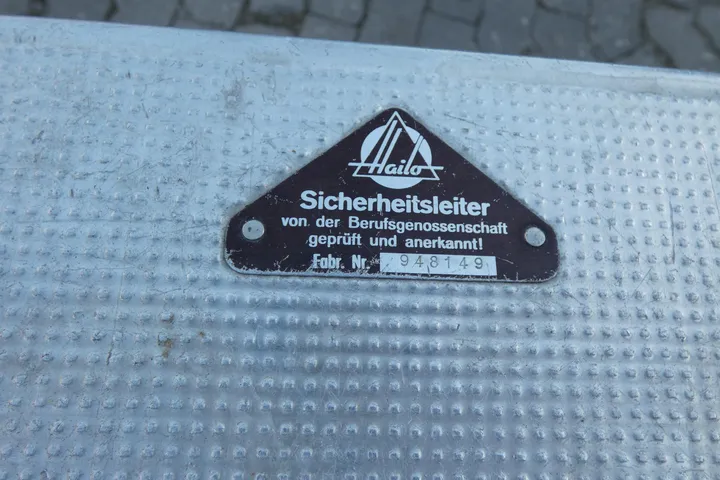 Hailo
Sicherheitsleiter
von der Berufsgenossenschaft
geprüft und anerkannt!
Fabr. Nr. 948149